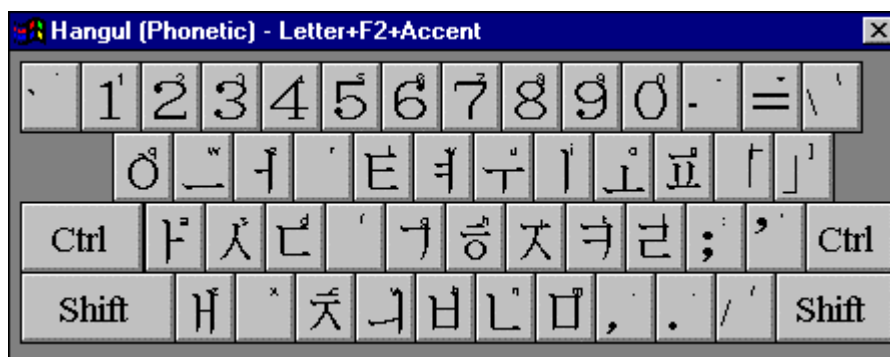 Hangul (Phonetic) - Letter+F2+Accent
` 1 2 3 4 5 6 7 8 9 0 - = \
ㅇ ㅡ ㅓ ㅌ ㅕ ㅜ ㅣ ㅗ ㅍ 「 」
Ctrl ㅏ ㅅ ㄷ ㄱ ㅎ ㅈ ㅋ ㄹ ; ' Ctrl
Shift ㅐ ㅊ ㅂ ㄴ ㅁ , . / Shift